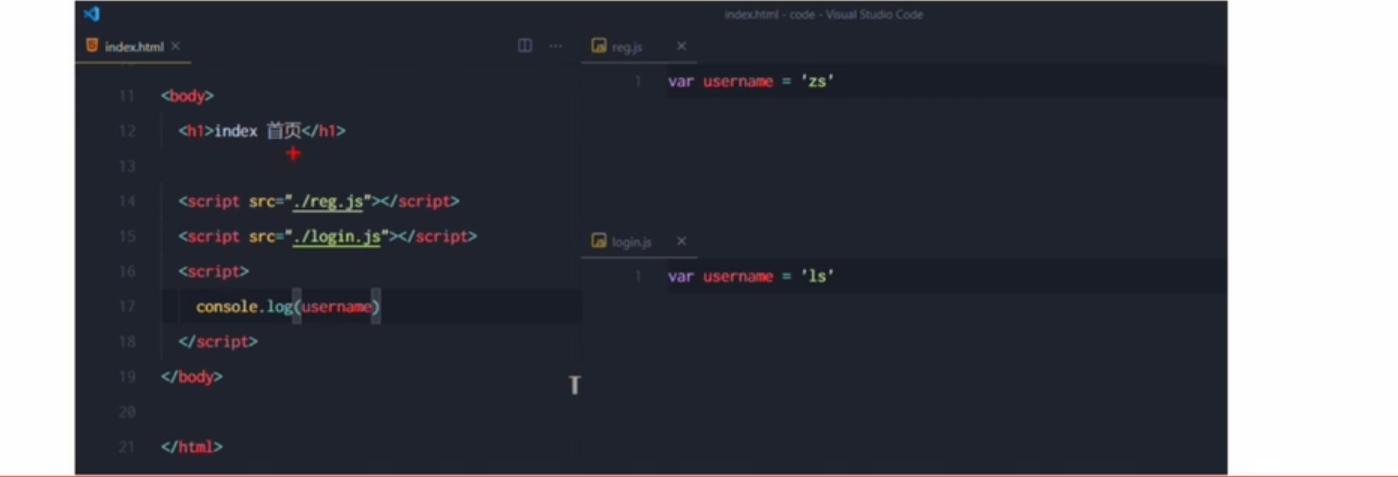 index.html - code - Visual Studio Code
index.html
11 <body>
12 <h1>index 首页</h1>
13
14 <script src="./reg.js"></script>
15 <script src="./login.js"></script>
16 <script>
17 console.log(username)
18 </script>
19 </body>
20
21 </html>
reg.js
1 var username = 'zs'
login.js
1 var username = 'ls'